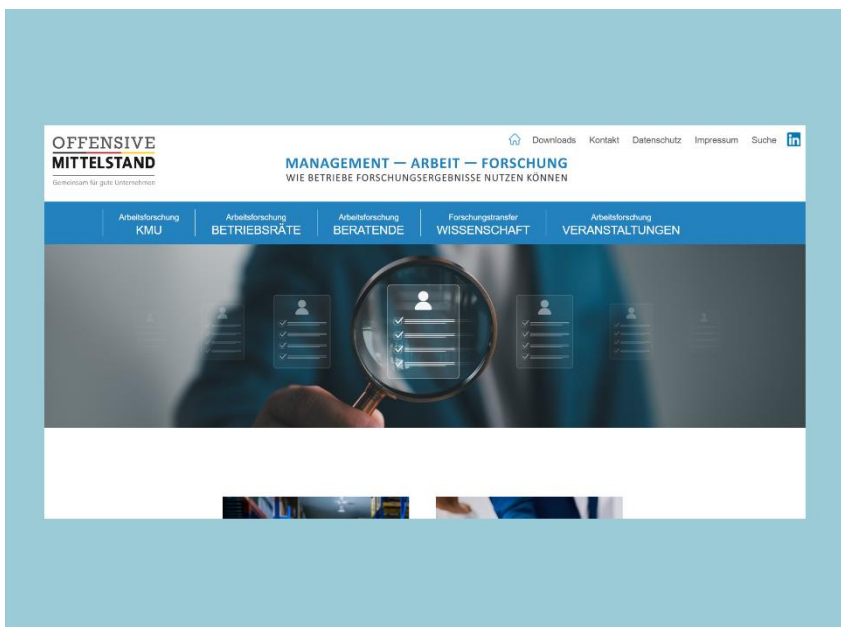 OFFENSIVE
MITTELSTAND
Gemeinsam für gute Unternehmen
Downloads Kontakt Datenschutz Impressum Suche in
MANAGEMENT — ARBEIT — FORSCHUNG
WIE BETRIEBE FORSCHUNGSERGEBNISSE NUTZEN KÖNNEN
Arbeitsforschung
KMU
Arbeitsforschung
BETRIEBSRÄTE
Arbeitsforschung
BERATENDE
Forschungstransfer
WISSENSCHAFT
Arbeitsforschung
VERANSTALTUNGEN